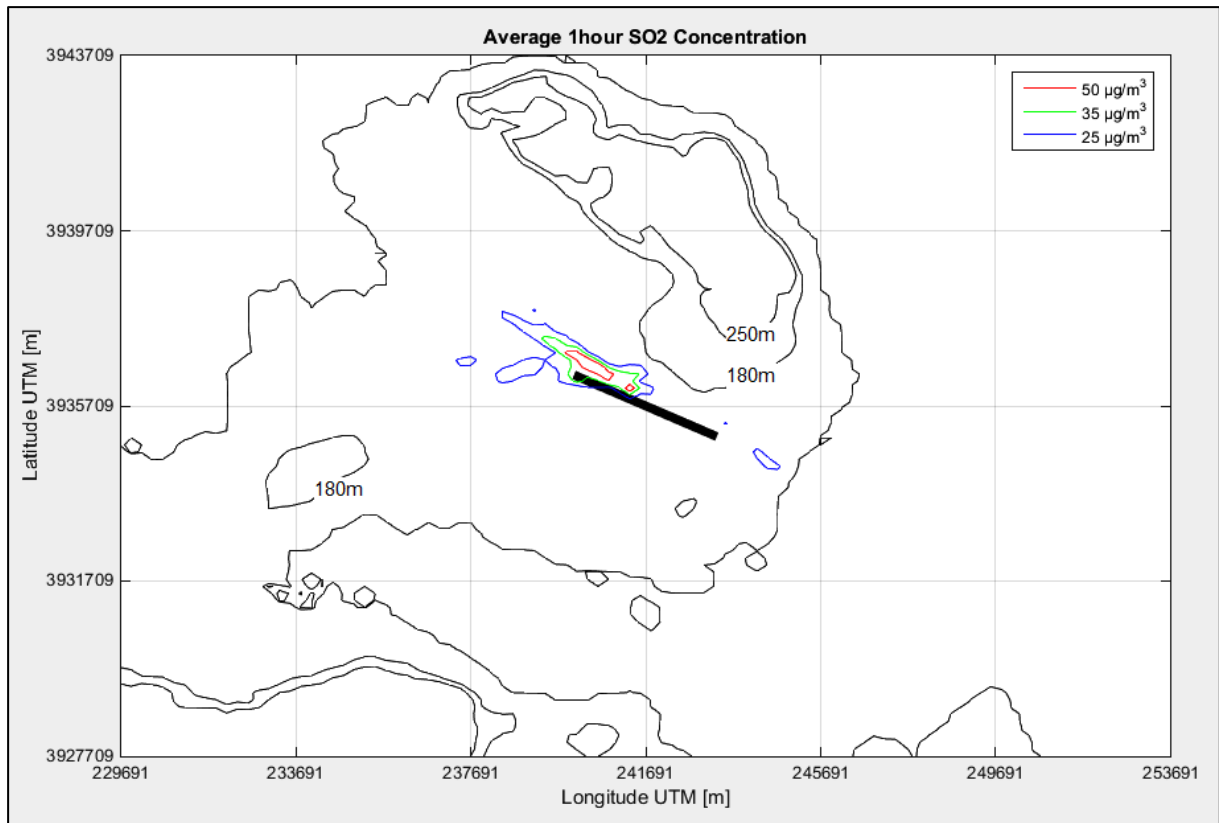 Average 1hour SO2 Concentration
3943709
50 µg/m³
35 µg/m³
25 µg/m³
3939709
250m
180m
3935709
Latitude UTM [m]
180m
3931709
3927709
229691 233691 237691 241691 245691 249691 253691
Longitude UTM [m]